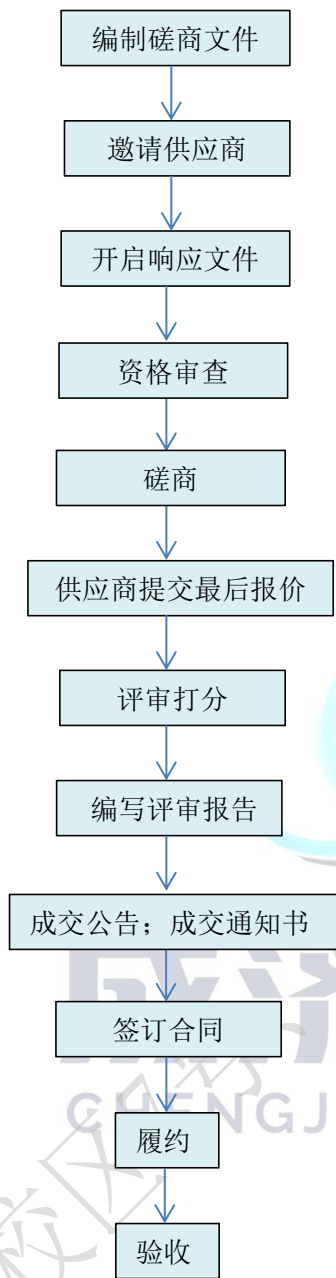 编制磋商文件
邀请供应商
开启响应文件
资格审查
磋商
供应商提交最后报价
评审打分
编写评审报告
成交公告；成交通知书
签订合同
CHENGJ
履约
验收